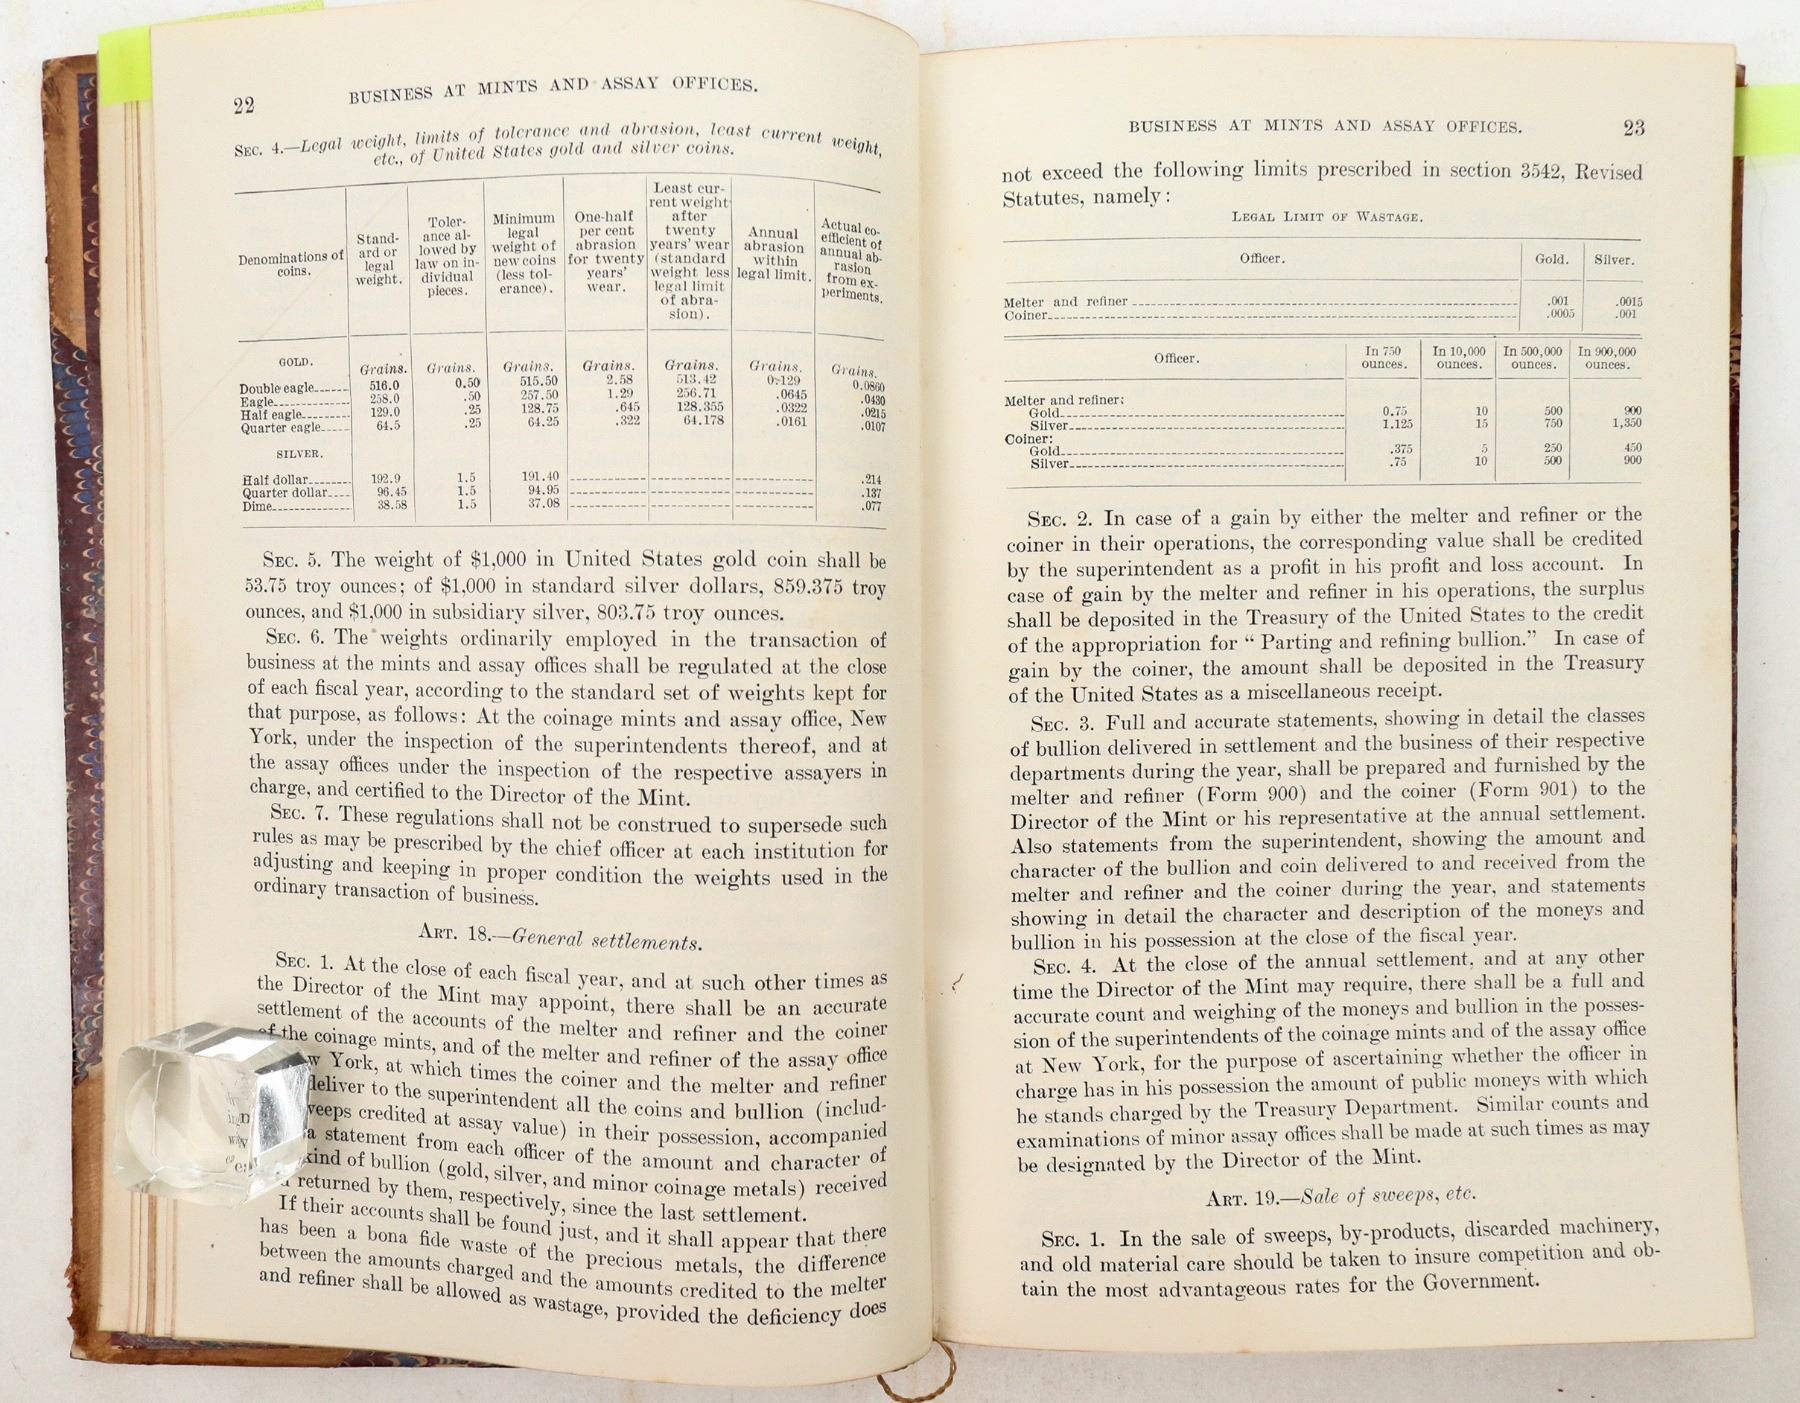 22 BUSINESS AT MINTS AND ASSAY OFFICES.
SEC. 4.—Legal weight, limits of tolerance and abrasion, least current weight,
etc., of United States gold and silver coins.
Denominations of coins. | Standard or legal weight. | Tolerance allowed by law on individual pieces. | Minimum legal weight of new coins (less tolerance). | One-half per cent abrasion for twenty years' wear. | Least current weight after twenty years' wear (standard weight less legal limit of abrasion). | Annual abrasion within legal limit. | Actual coefficient of annual abrasion from experiments.
GOLD. | Grains. | Grains. | Grains. | Grains. | Grains. | Grains. | Grains.
Double eagle | 516.0 | 0.50 | 515.50 | 2.58 | 513.42 | 0.129 | 0.0860
Eagle | 258.0 | .50 | 257.50 | 1.29 | 256.71 | .0645 | .0430
Half eagle | 129.0 | .25 | 128.75 | .645 | 128.355 | .0322 | .0215
Quarter eagle | 64.5 | .25 | 64.25 | .322 | 64.178 | .0161 | .0107
SILVER.
Half dollar | 192.9 | 1.5 | 191.40 | .214
Quarter dollar | 96.45 | 1.5 | 94.95 | .137
Dime | 38.58 | 1.5 | 37.08 | .077
SEC. 5. The weight of $1,000 in United States gold coin shall be
53.75 troy ounces; of $1,000 in standard silver dollars, 859.375 troy
ounces, and $1,000 in subsidiary silver, 803.75 troy ounces.
SEC. 6. The weights ordinarily employed in the transaction of
business at the mints and assay offices shall be regulated at the close
of each fiscal year, according to the standard set of weights kept for
that purpose, as follows: At the coinage mints and assay office, New
York, under the inspection of the superintendents thereof, and at
the assay offices under the inspection of the respective assayers in
charge, and certified to the Director of the Mint.
SEC. 7. These regulations shall not be construed to supersede such
rules as may be prescribed by the chief officer at each institution for
adjusting and keeping in proper condition the weights used in the
ordinary transaction of business.
ART. 18.—General settlements.
SEC. 1. At the close of each fiscal year, and at such other times as
the Director of the Mint may appoint, there shall be an accurate
settlement of the accounts of the melter and refiner and the coiner
of the coinage mints, and of the melter and refiner of the assay office
York, at which times the coiner and the melter and refiner
deliver to the superintendent all the coins and bullion (includ-
credited at assay value) in their possession, accompanied
a statement from each officer of the amount and character of
kind of bullion (gold, silver, and minor coinage metals) received
returned by them, respectively, since the last settlement.
If their accounts shall be found just, and it shall appear that there
has been a bona fide waste of the precious metals, the difference
between the amounts charged and the amounts credited to the melter
and refiner shall be allowed as wastage, provided the deficiency does
BUSINESS AT MINTS AND ASSAY OFFICES. 23
not exceed the following limits prescribed in section 3542, Revised
Statutes, namely:
LEGAL LIMIT OF WASTAGE.
Officer. | Gold. | Silver.
Melter and refiner | .001 | .0015
Coiner | .0005 | .001
Officer. | In 750 ounces. | In 10,000 ounces. | In 500,000 ounces. | In 900,000 ounces.
Melter and refiner:
Gold | 0.75 | 10 | 500 | 900
Silver | 1.125 | 15 | 750 | 1,350
Coiner:
Gold | .375 | 5 | 250 | 450
Silver | .75 | 10 | 500 | 900
SEC. 2. In case of a gain by either the melter and refiner or the
coiner in their operations, the corresponding value shall be credited
by the superintendent as a profit in his profit and loss account. In
case of gain by the melter and refiner in his operations, the surplus
shall be deposited in the Treasury of the United States to the credit
of the appropriation for "Parting and refining bullion." In case of
gain by the coiner, the amount shall be deposited in the Treasury
of the United States as a miscellaneous receipt.
SEC. 3. Full and accurate statements, showing in detail the classes
of bullion delivered in settlement and the business of their respective
departments during the year, shall be prepared and furnished by the
melter and refiner (Form 900) and the coiner (Form 901) to the
Director of the Mint or his representative at the annual settlement.
Also statements from the superintendent, showing the amount and
character of the bullion and coin delivered to and received from the
melter and refiner and the coiner during the year, and statements
showing in detail the character and description of the moneys and
bullion in his possession at the close of the fiscal year.
SEC. 4. At the close of the annual settlement, and at any other
time the Director of the Mint may require, there shall be a full and
accurate count and weighing of the moneys and bullion in the posses-
sion of the superintendents of the coinage mints and of the assay office
at New York, for the purpose of ascertaining whether the officer in
charge has in his possession the amount of public moneys with which
he stands charged by the Treasury Department. Similar counts and
examinations of minor assay offices shall be made at such times as may
be designated by the Director of the Mint.
ART. 19.—Sale of sweeps, etc.
SEC. 1. In the sale of sweeps, by-products, discarded machinery,
and old material care should be taken to insure competition and ob-
tain the most advantageous rates for the Government.